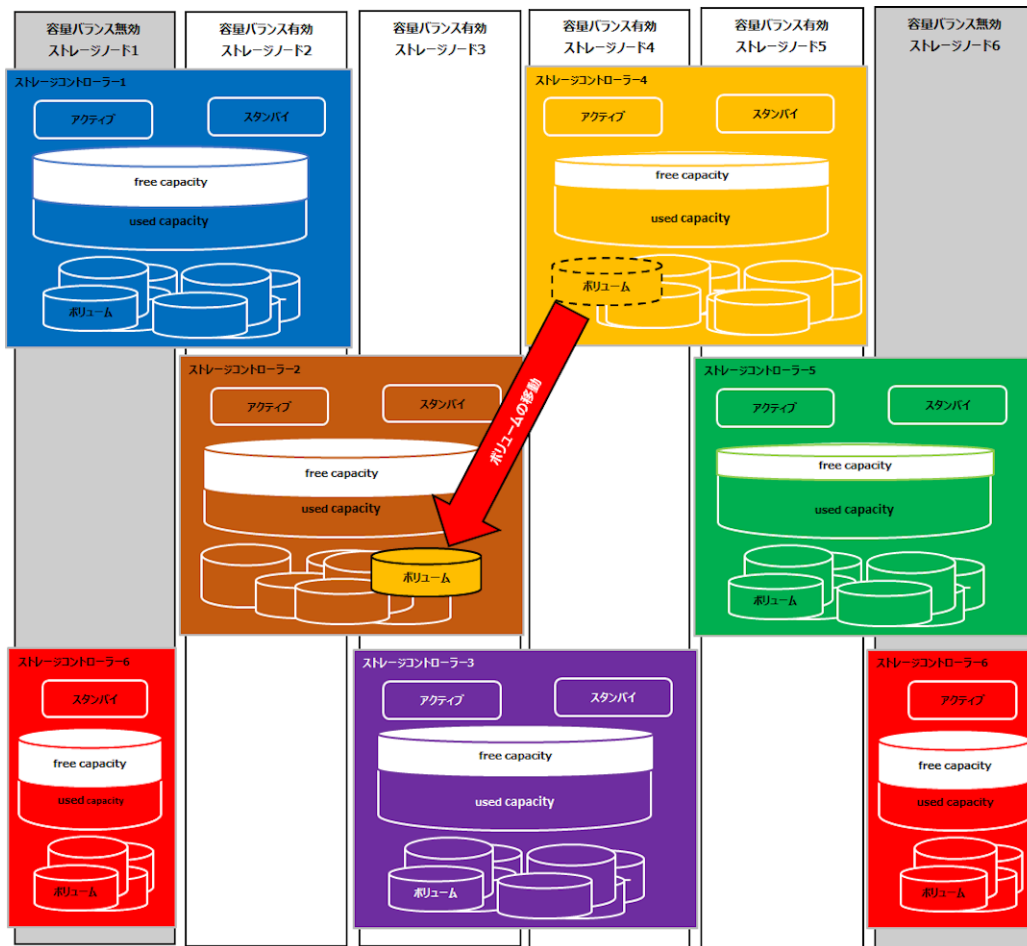 容量バランス無効
ストレージノード1
容量バランス有効
ストレージノード2
容量バランス有効
ストレージノード3
容量バランス有効
ストレージノード4
容量バランス有効
ストレージノード5
容量バランス無効
ストレージノード6
ストレージコントローラー1
アクティブ
スタンバイ
free capacity
used capacity
ボリューム
ストレージコントローラー4
アクティブ
スタンバイ
free capacity
used capacity
ボリューム
ボリュームの移動
ストレージコントローラー2
アクティブ
スタンバイ
free capacity
used capacity
ボリューム
ストレージコントローラー5
アクティブ
スタンバイ
free capacity
used capacity
ボリューム
ストレージコントローラー6
スタンバイ
free capacity
used capacity
ボリューム
ストレージコントローラー3
アクティブ
スタンバイ
free capacity
used capacity
ボリューム
ストレージコントローラー6
アクティブ
free capacity
used capacity
ボリューム